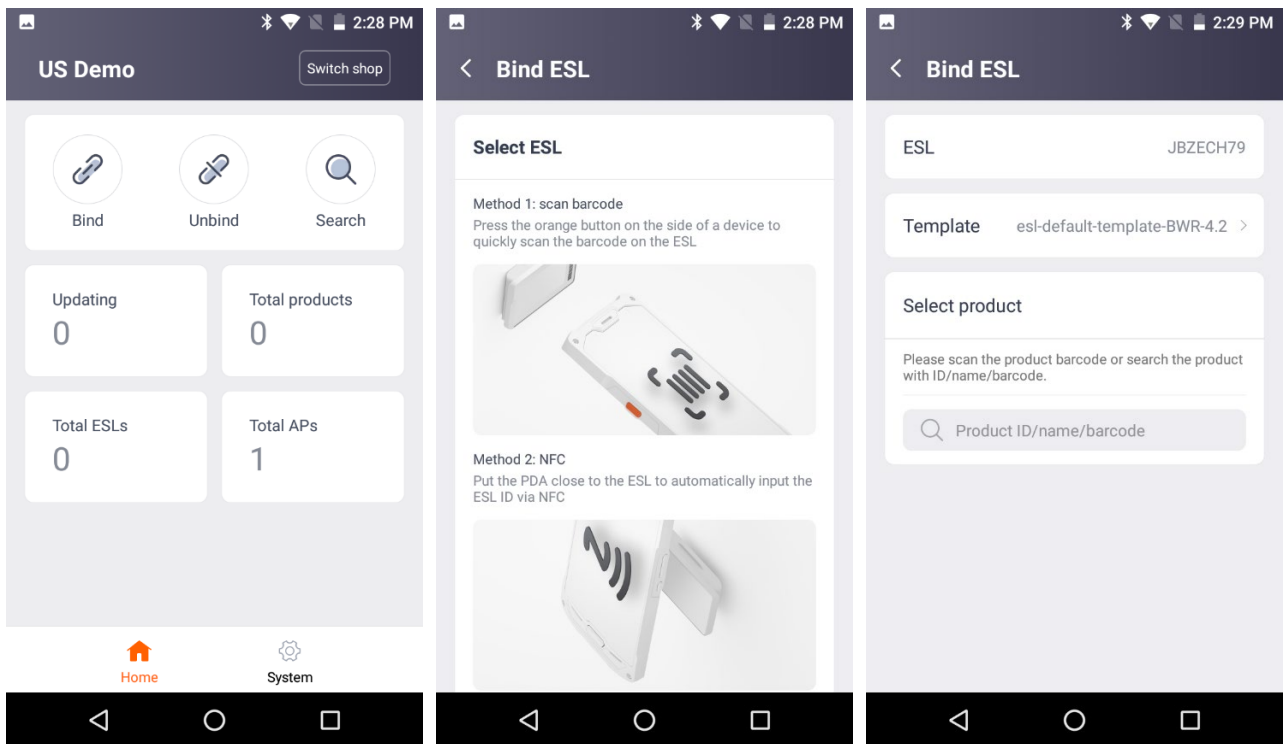 2:28 PM
US Demo
Switch shop
Bind
Unbind
Search
Updating
0
Total products
0
Total ESLs
0
Total APs
1
Home
System
2:28 PM
Bind ESL
Select ESL
Method 1: scan barcode
Press the orange button on the side of a device to
quickly scan the barcode on the ESL
Method 2: NFC
Put the PDA close to the ESL to automatically input the
ESL ID via NFC
2:29 PM
Bind ESL
ESL
JBZECH79
Template
esl-default-template-BWR-4.2
Select product
Please scan the product barcode or search the product
with ID/name/barcode.
Product ID/name/barcode